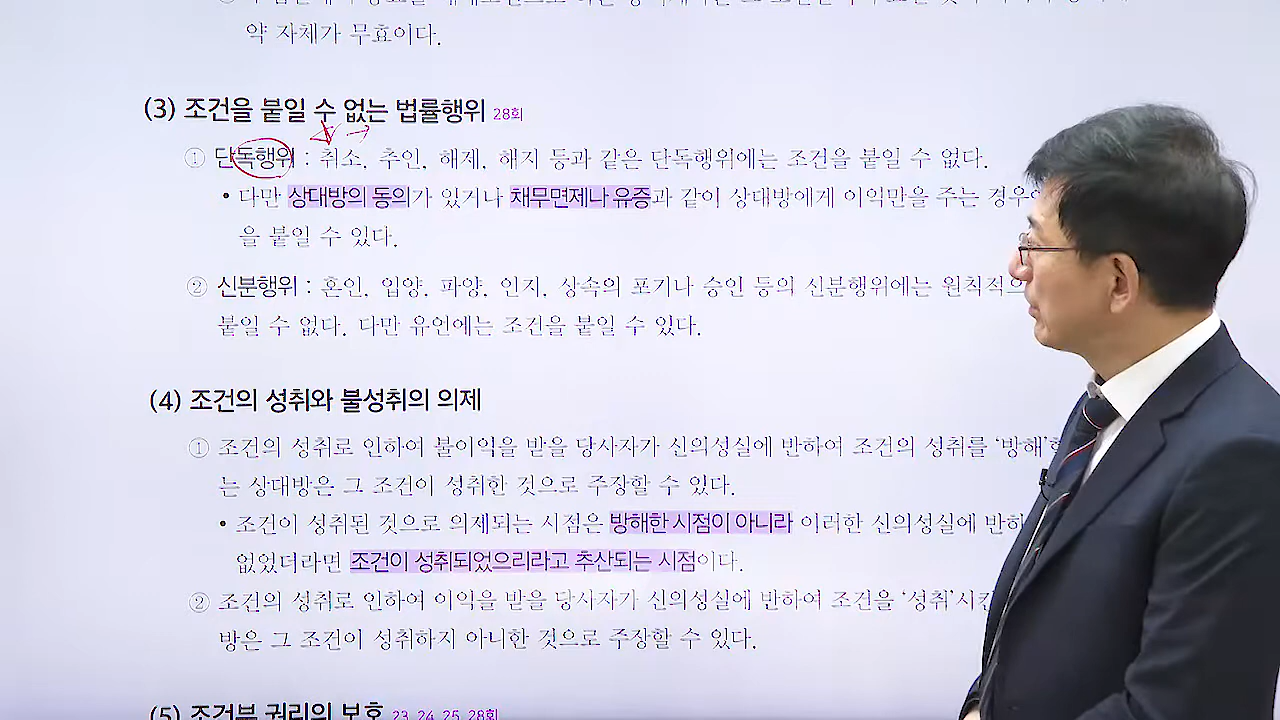 약 자체가 무효이다.
(3) 조건을 붙일 수 없는 법률행위 28회
① 단독행위 : 취소, 추인, 해제, 해지 등과 같은 단독행위에는 조건을 붙일 수 없다.
• 다만 상대방의 동의가 있거나 채무면제나 유증과 같이 상대방에게 이익만을 주는 경우
을 붙일 수 있다.
② 신분행위 : 혼인, 입양, 파양, 인지, 상속의 포기나 승인 등의 신분행위에는 원칙적으
붙일 수 없다. 다만 유언에는 조건을 붙일 수 있다.
(4) 조건의 성취와 불성취의 의제
① 조건의 성취로 인하여 불이익을 받을 당사자가 신의성실에 반하여 조건의 성취를 ‘방해’
는 상대방은 그 조건이 성취한 것으로 주장할 수 있다.
• 조건이 성취된 것으로 의제되는 시점은 방해한 시점이 아니라 이러한 신의성실에 반하
없었더라면 조건이 성취되었으리라고 추산되는 시점이다.
② 조건의 성취로 인하여 이익을 받을 당사자가 신의성실에 반하여 조건을 ‘성취’시킨
방은 그 조건이 성취하지 아니한 것으로 주장할 수 있다.
(5) 조건부 권리의 보호 23, 24, 25, 28회